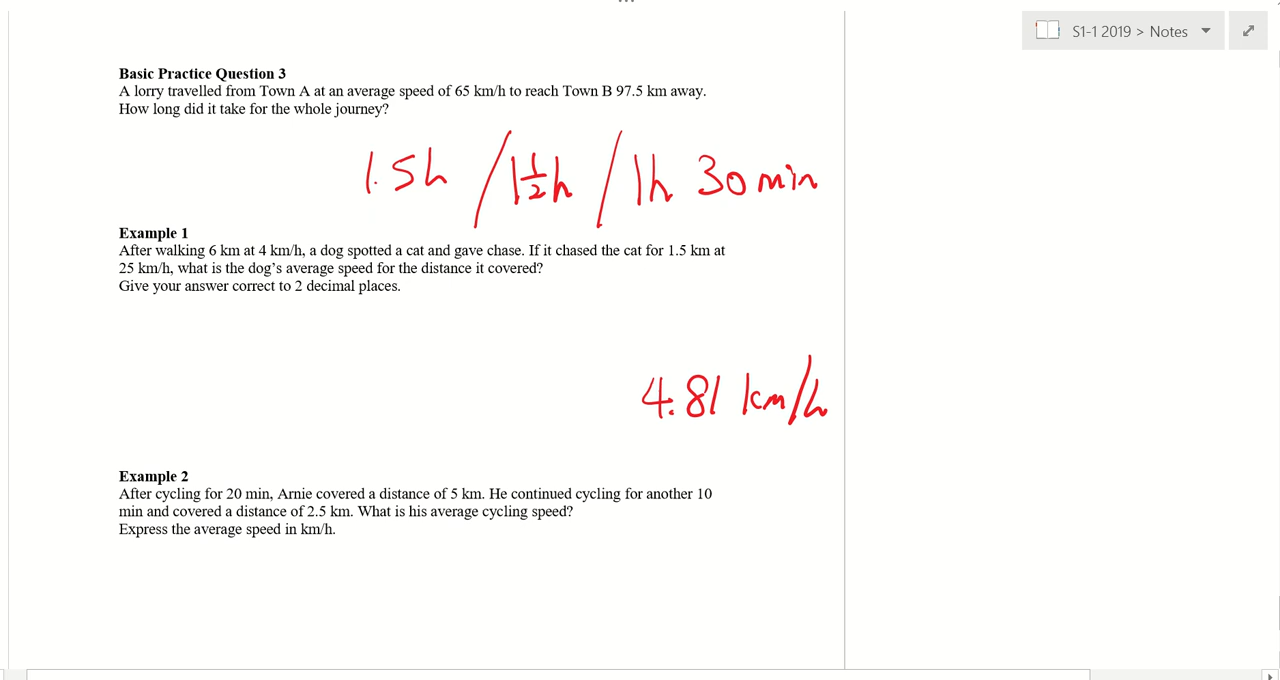 S1-1 2019 > Notes
Basic Practice Question 3
A lorry travelled from Town A at an average speed of 65 km/h to reach Town B 97.5 km away.
How long did it take for the whole journey?
1.5h / 1 1/2 h / 1h 30 min
Example 1
After walking 6 km at 4 km/h, a dog spotted a cat and gave chase. If it chased the cat for 1.5 km at
25 km/h, what is the dog’s average speed for the distance it covered?
Give your answer correct to 2 decimal places.
4.81 km/h
Example 2
After cycling for 20 min, Arnie covered a distance of 5 km. He continued cycling for another 10
min and covered a distance of 2.5 km. What is his average cycling speed?
Express the average speed in km/h.